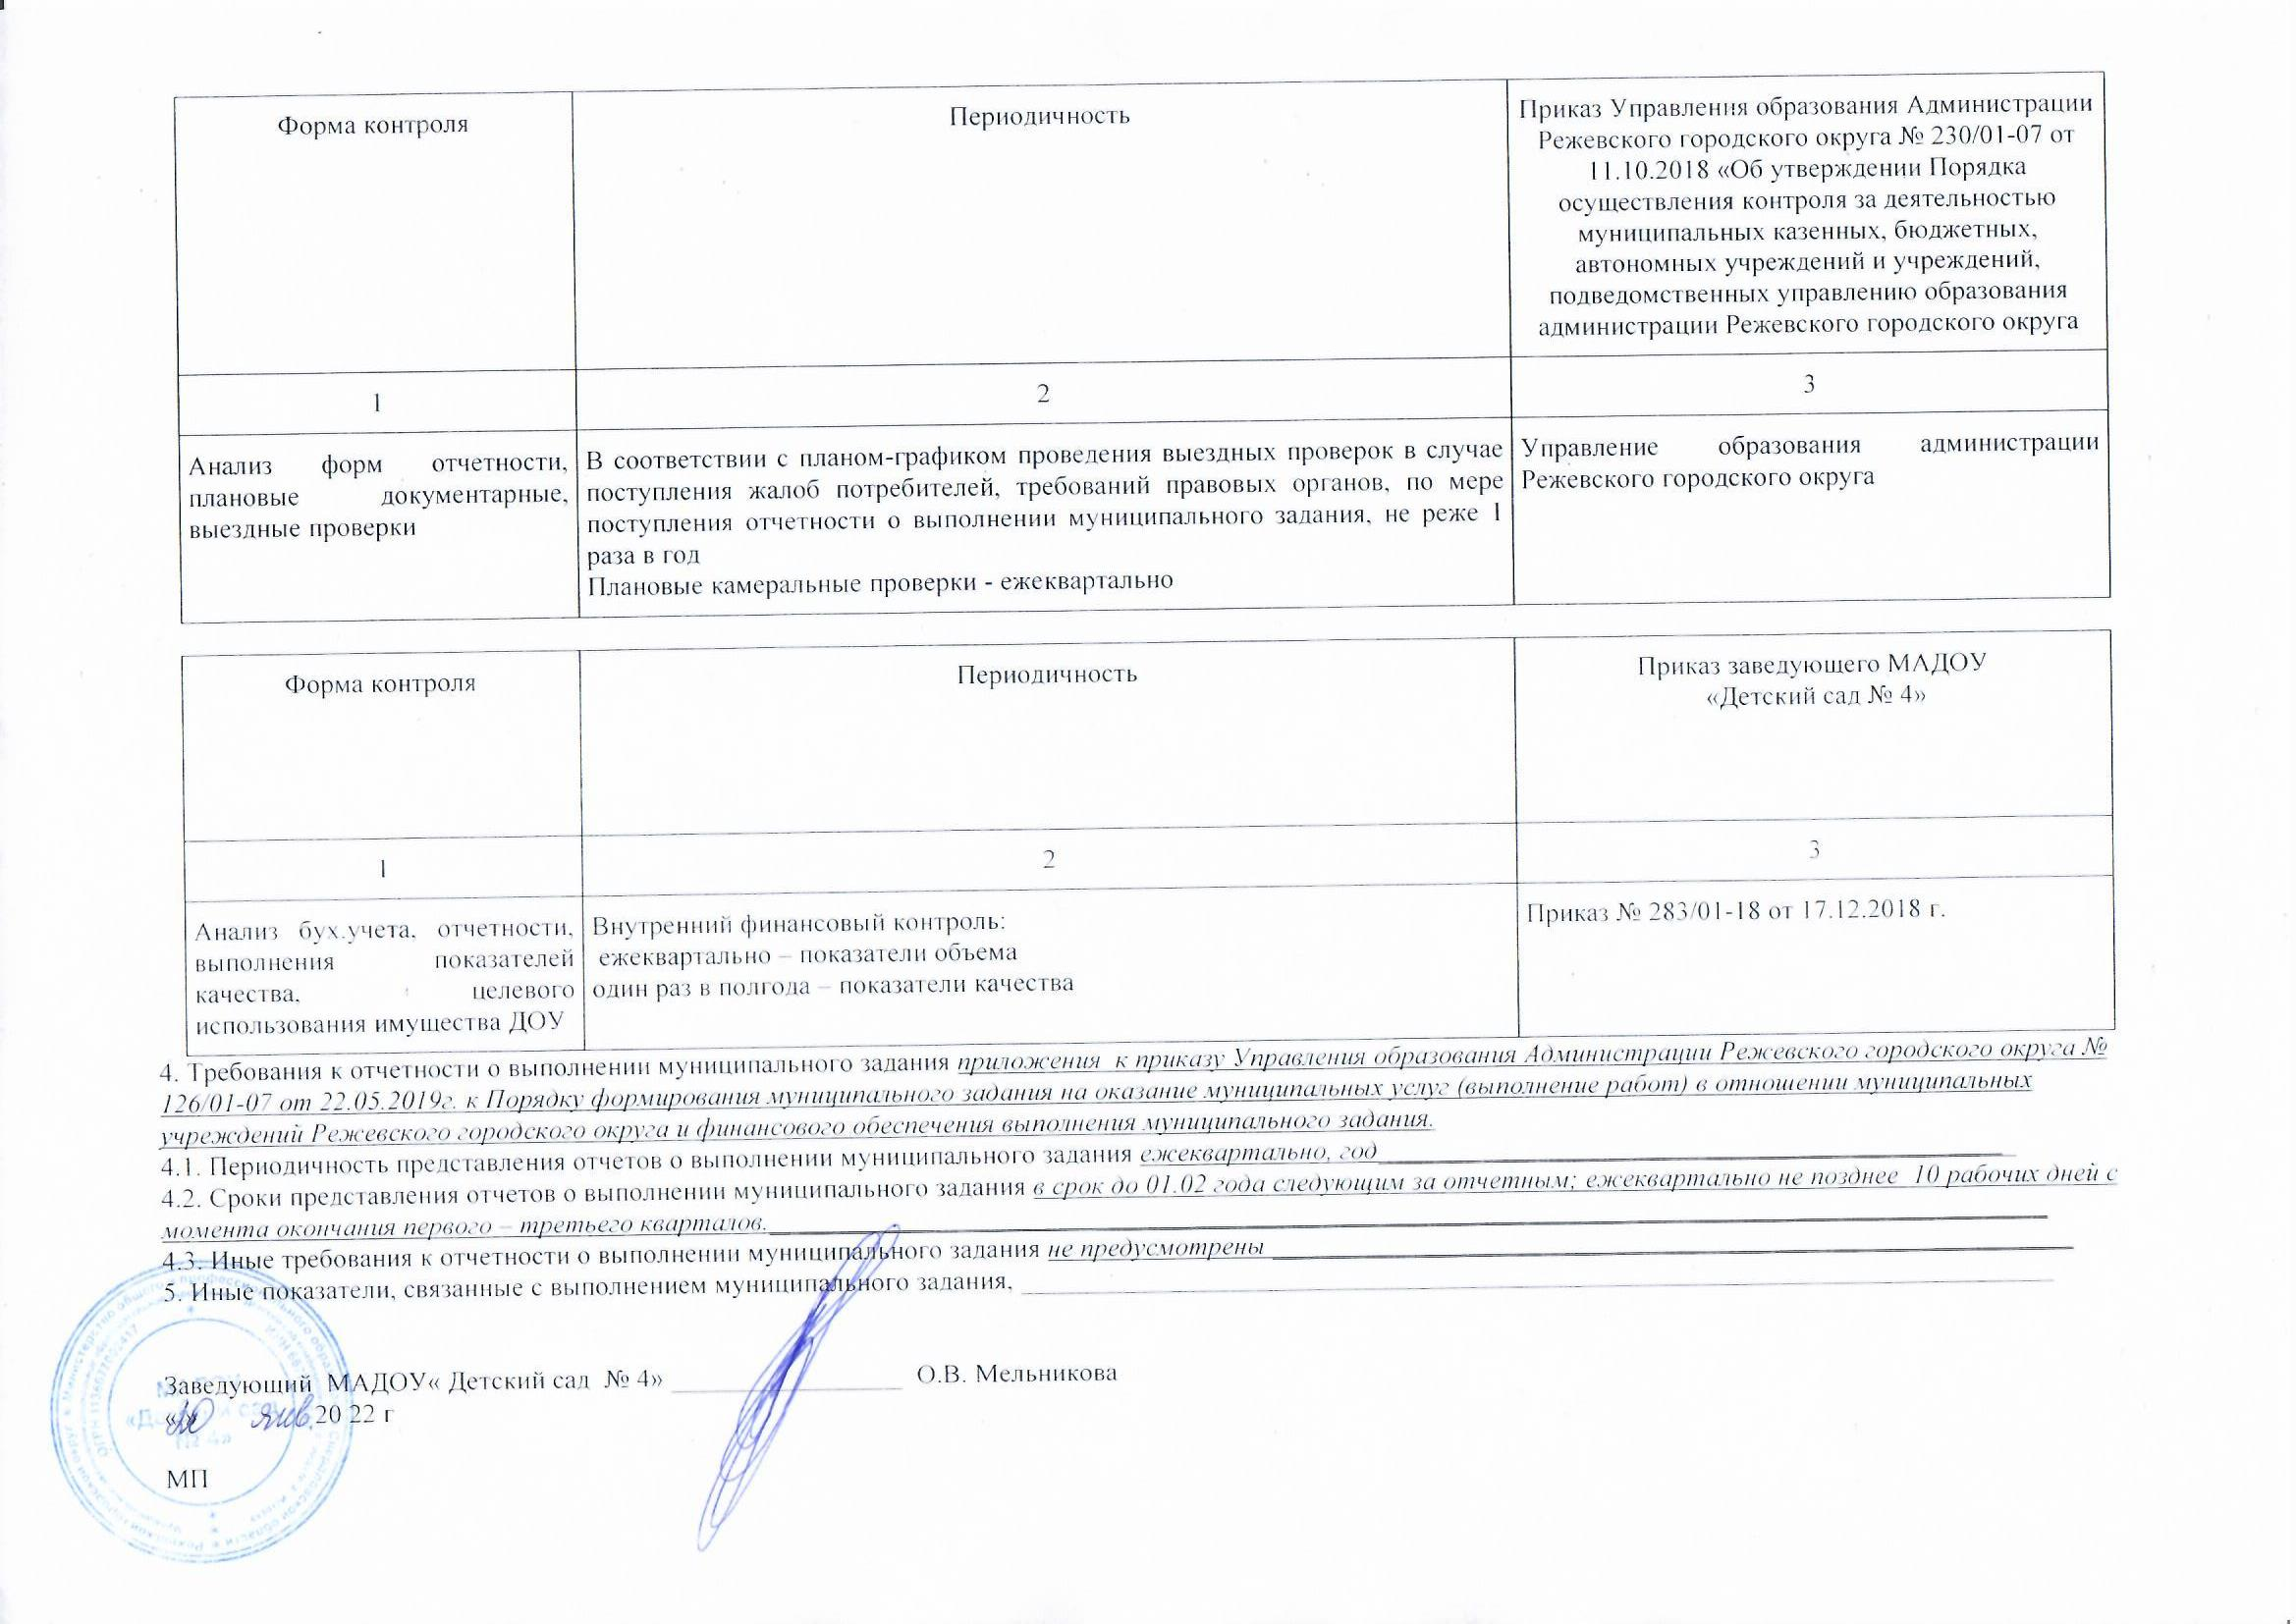 Форма контроля
Периодичность
Приказ Управления образования Администрации
Режевского городского округа № 230/01-07 от
11.10.2018 «Об утверждении Порядка
осуществления контроля за деятельностью
муниципальных казенных, бюджетных,
автономных учреждений и учреждений,
подведомственных управлению образования
администрации Режевского городского округа
1
2
3
Анализ форм отчетности,
плановые документарные,
выездные проверки
В соответствии с планом-графиком проведения выездных проверок в случае
поступления жалоб потребителей, требований правовых органов, по мере
поступления отчетности о выполнении муниципального задания, не реже 1
раза в год
Плановые камеральные проверки - ежеквартально
Управление образования администрации
Режевского городского округа
Форма контроля
Периодичность
Приказ заведующего МАДОУ
«Детский сад № 4»
1
2
3
Анализ бух.учета, отчетности,
выполнения показателей
качества, целевого
использования имущества ДОУ
Внутренний финансовый контроль:
ежеквартально – показатели объема
один раз в полгода – показатели качества
Приказ № 283/01-18 от 17.12.2018 г.
4. Требования к отчетности о выполнении муниципального задания приложения к приказу Управления образования Администрации Режевского городского округа №
126/01-07 от 22.05.2019г. к Порядку формирования муниципального задания на оказание муниципальных услуг (выполнение работ) в отношении муниципальных
учреждений Режевского городского округа и финансового обеспечения выполнения муниципального задания.
4.1. Периодичность представления отчетов о выполнении муниципального задания ежеквартально, год
4.2. Сроки представления отчетов о выполнении муниципального задания в срок до 01.02 года следующим за отчетным; ежеквартально не позднее 10 рабочих дней с
момента окончания первого – третьего кварталов.
4.3. Иные требования к отчетности о выполнении муниципального задания не предусмотрены
5. Иные показатели, связанные с выполнением муниципального задания,
Заведующий МАДОУ« Детский сад № 4» О.В. Мельникова
«10» янв. 20 22 г
МП